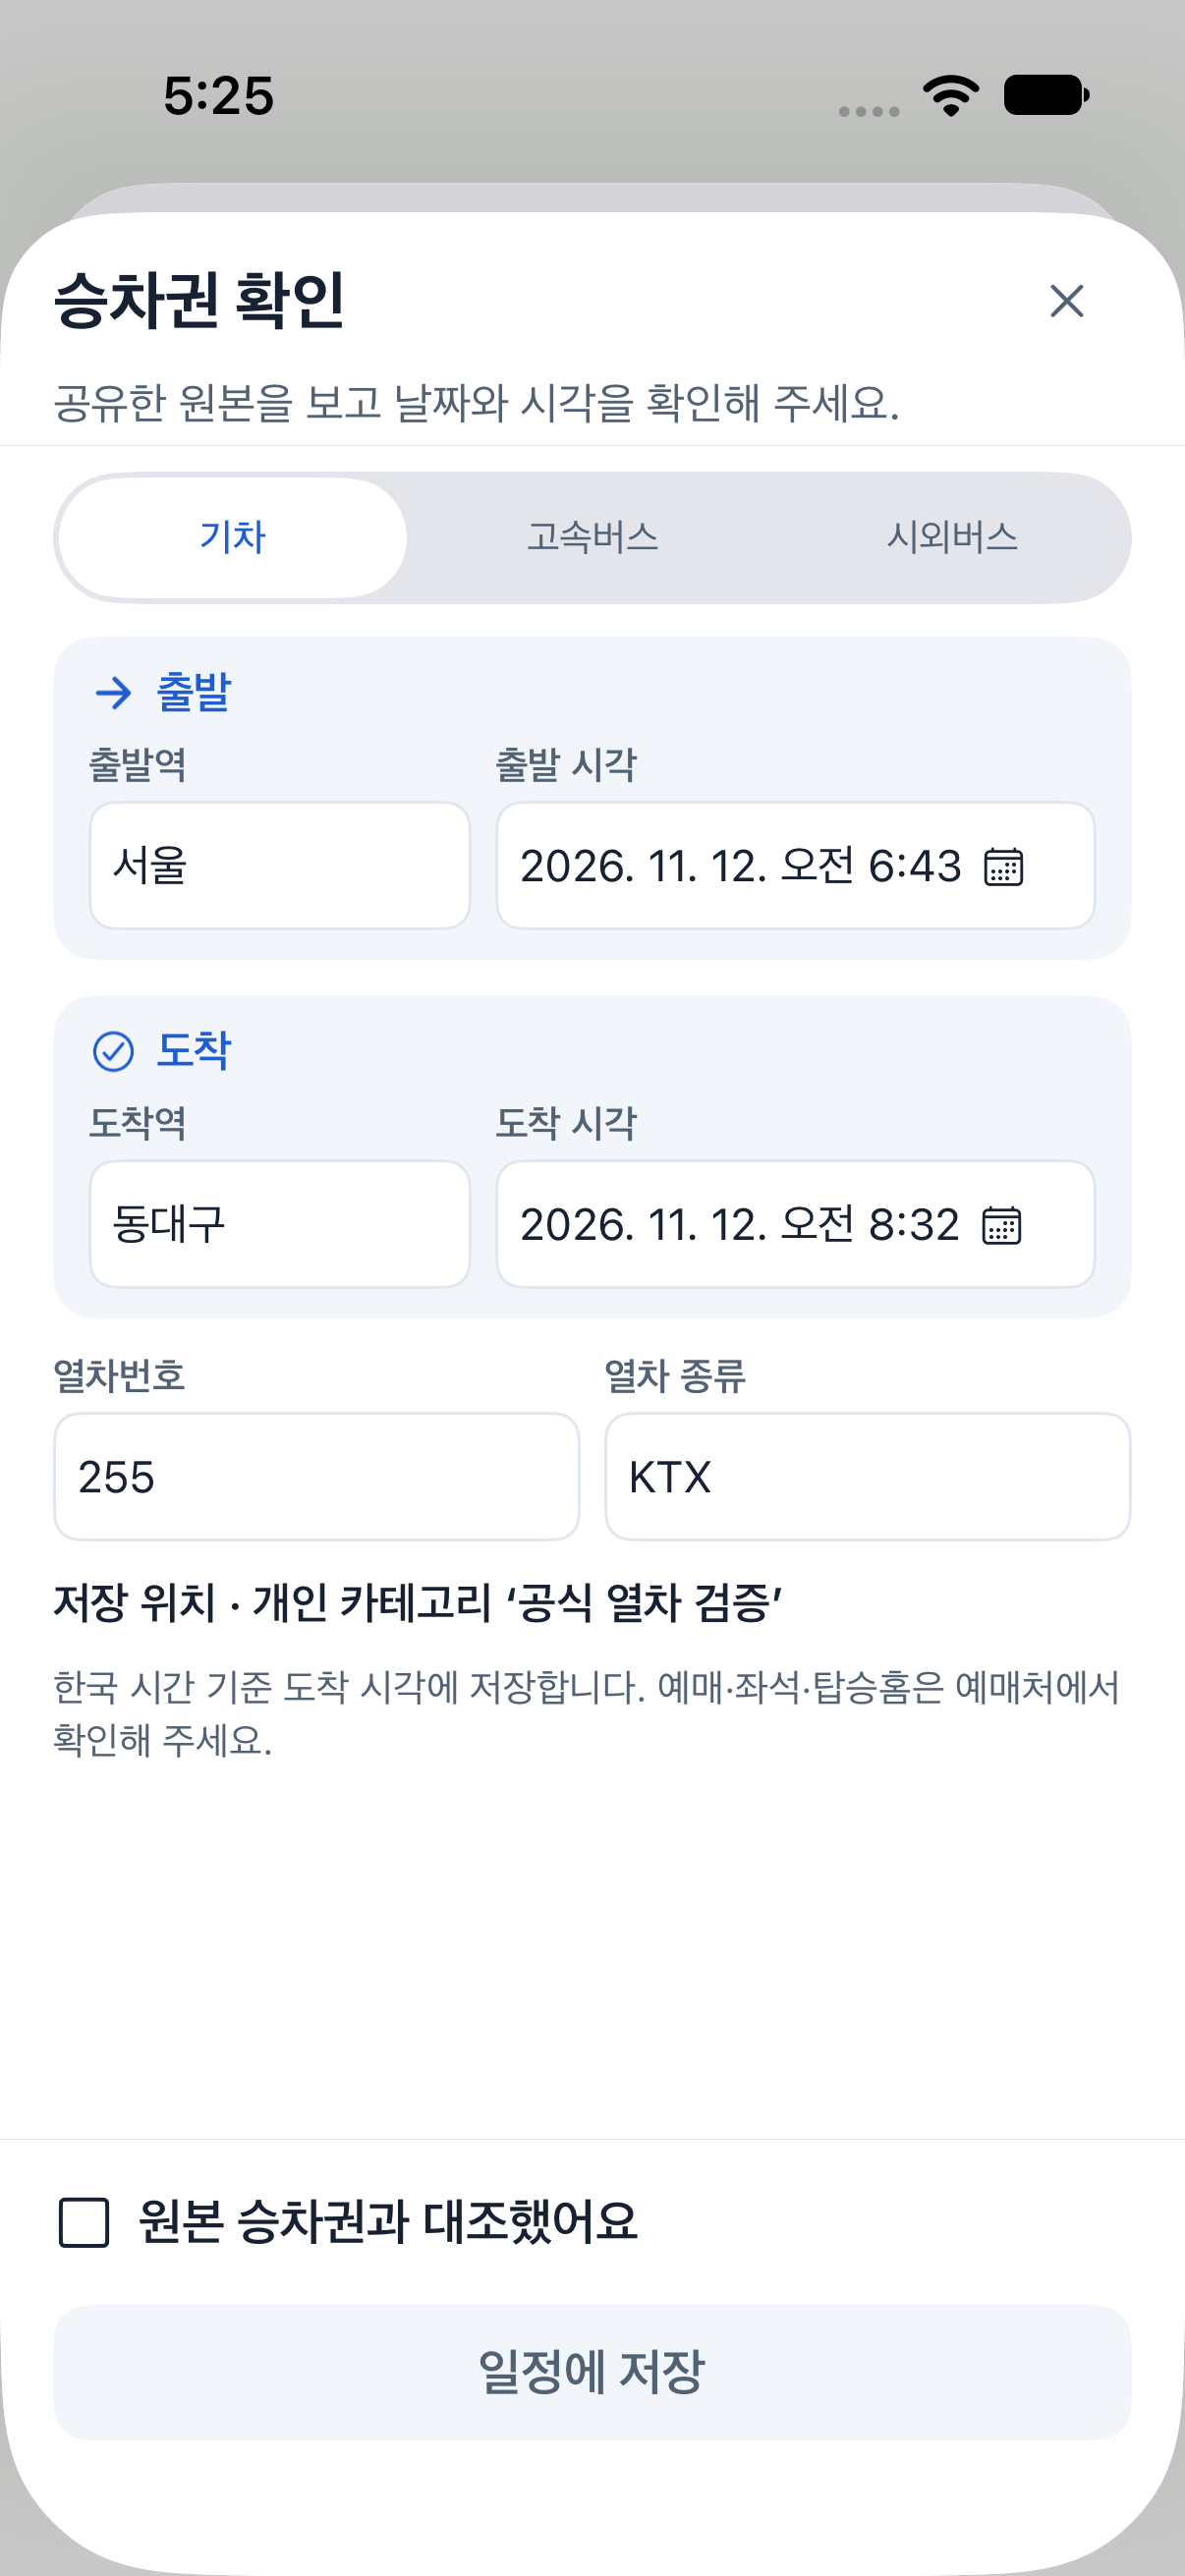 5:25
승차권 확인
공유한 원본을 보고 날짜와 시각을 확인해 주세요.
기차 고속버스 시외버스
출발
출발역 출발 시각
서울 2026. 11. 12. 오전 6:43
도착
도착역 도착 시각
동대구 2026. 11. 12. 오전 8:32
열차번호 열차 종류
255 KTX
저장 위치 · 개인 카테고리 ‘공식 열차 검증’
한국 시간 기준 도착 시각에 저장합니다. 예매·좌석·탑승홈은 예매처에서
확인해 주세요.
원본 승차권과 대조했어요
일정에 저장